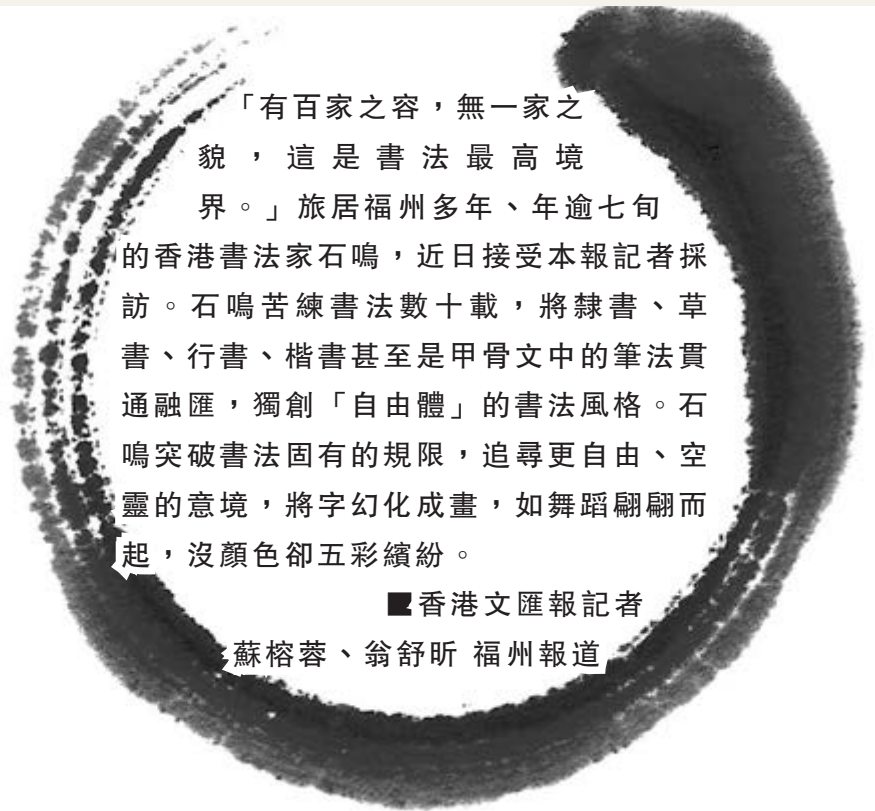 「有百家之容，無一家之
貌，這是書法最高境
界。」旅居福州多年、年逾七旬
的香港書法家石鳴，近日接受本報記者採
訪。石鳴苦練書法數十載，將隸書、草
書、行書、楷書甚至是甲骨文中的筆法貫
通融匯，獨創「自由體」的書法風格。石
鳴突破書法固有的規限，追尋更自由、空
靈的意境，將字幻化成畫，如舞蹈翩翩而
起，沒顏色卻五彩繽紛。
■香港文匯報記者
蘇榕蓉、翁舒昕 福州報道